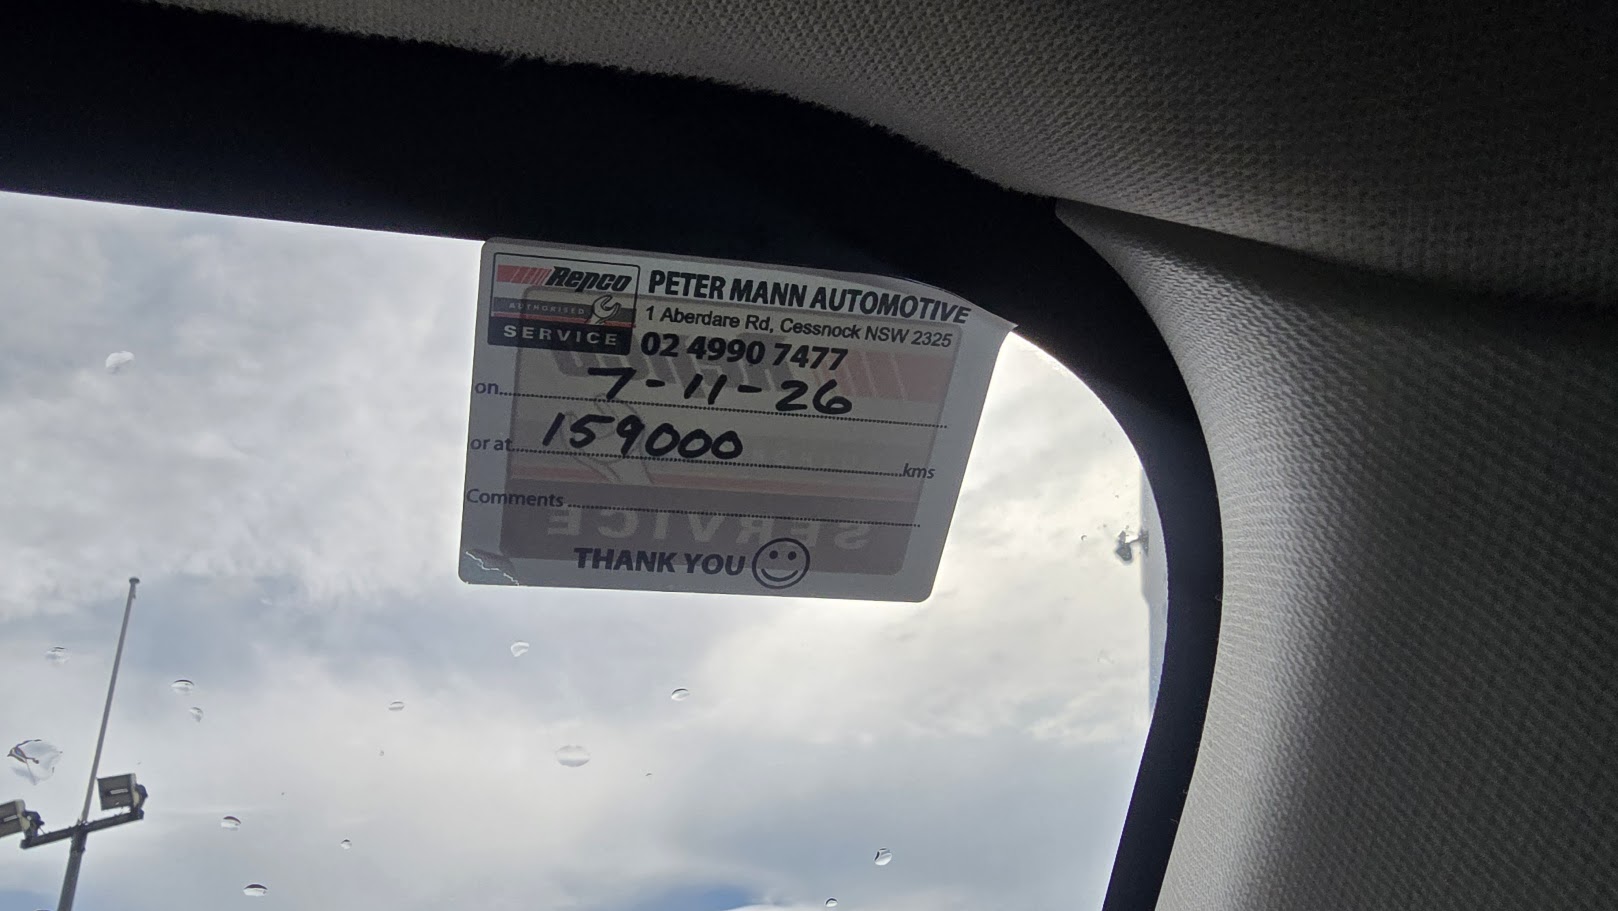 Repco
AUTHORISED
SERVICE
PETER MANN AUTOMOTIVE
1 Aberdare Rd, Cessnock NSW 2325
02 4990 7477
on 7-11-26
or at 159000 kms
Comments
THANK YOU
SERVICE